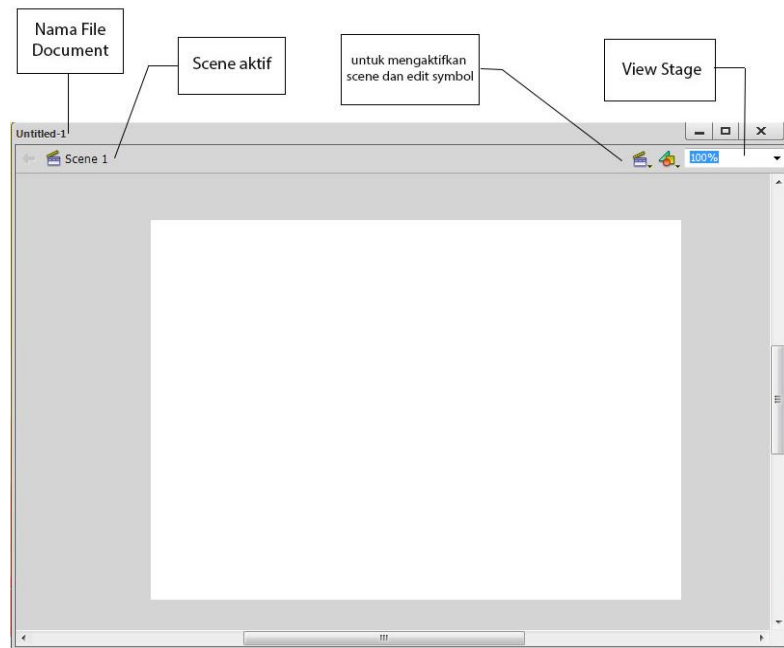 Nama File
Document
Scene aktif
untuk mengaktifkan
scene dan edit symbol
View Stage
Untitled-1
Scene 1
100%